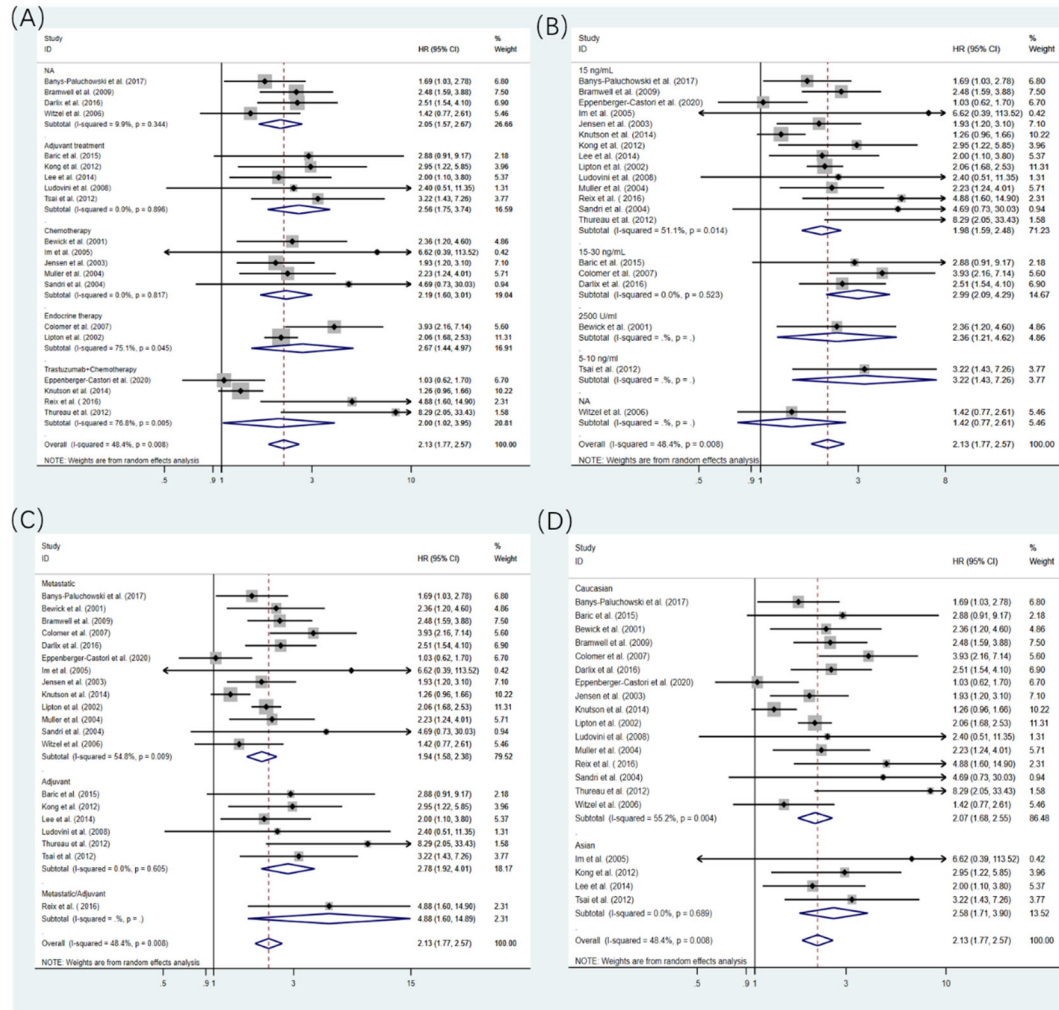 (A)
Study %
ID HR (95% CI) Weight
NA
Banys-Paluchowski et al. (2017) 1.69 (1.03, 2.78) 6.80
Bramwell et al. (2009) 2.48 (1.59, 3.88) 7.50
Darlix et al. (2016) 2.51 (1.54, 4.10) 6.90
Witzel et al. (2006) 1.42 (0.77, 2.61) 5.46
Subtotal (I-squared = 9.9%, p = 0.344) 2.05 (1.57, 2.67) 26.66
.
Adjuvant treatment
Baric et al. (2015) 2.88 (0.91, 9.17) 2.18
Kong et al. (2012) 2.95 (1.22, 5.85) 3.96
Lee et al. (2014) 2.00 (1.10, 3.80) 5.37
Ludovini et al. (2008) 2.40 (0.51, 11.35) 1.31
Tsai et al. (2012) 3.22 (1.43, 7.26) 3.77
Subtotal (I-squared = 0.0%, p = 0.896) 2.56 (1.75, 3.74) 16.59
.
Chemotherapy
Bewick et al. (2001) 2.36 (1.20, 4.60) 4.86
Im et al. (2005) 6.62 (0.39, 113.52) 0.42
Jensen et al. (2003) 1.93 (1.20, 3.10) 7.10
Muller et al. (2004) 2.23 (1.24, 4.01) 5.71
Sandri et al. (2004) 4.69 (0.73, 30.03) 0.94
Subtotal (I-squared = 0.0%, p = 0.817) 2.19 (1.60, 3.01) 19.04
.
Endocrine therapy
Colomer et al. (2007) 3.93 (2.16, 7.14) 5.60
Lipton et al. (2002) 2.06 (1.68, 2.53) 11.31
Subtotal (I-squared = 75.1%, p = 0.045) 2.67 (1.44, 4.97) 16.91
.
Trastuzumab+Chemotherapy
Eppenberger-Castori et al. (2020) 1.03 (0.62, 1.70) 6.70
Knutson et al. (2014) 1.26 (0.96, 1.66) 10.22
Reix et al. ( 2016) 4.88 (1.60, 14.90) 2.31
Thureau et al. (2012) 8.29 (2.05, 33.43) 1.58
Subtotal (I-squared = 76.8%, p = 0.005) 2.00 (1.02, 3.95) 20.81
.
Overall (I-squared = 48.4%, p = 0.008) 2.13 (1.77, 2.57) 100.00
NOTE: Weights are from random effects analysis
.5 .9 1 3 10
(B)
Study %
ID HR (95% CI) Weight
15 ng/mL
Banys-Paluchowski et al. (2017) 1.69 (1.03, 2.78) 6.80
Bramwell et al. (2009) 2.48 (1.59, 3.88) 7.50
Eppenberger-Castori et al. (2020) 1.03 (0.62, 1.70) 6.70
Im et al. (2005) 6.62 (0.39, 113.52) 0.42
Jensen et al. (2003) 1.93 (1.20, 3.10) 7.10
Knutson et al. (2014) 1.26 (0.96, 1.66) 10.22
Kong et al. (2012) 2.95 (1.22, 5.85) 3.96
Lee et al. (2014) 2.00 (1.10, 3.80) 5.37
Lipton et al. (2002) 2.06 (1.68, 2.53) 11.31
Ludovini et al. (2008) 2.40 (0.51, 11.35) 1.31
Muller et al. (2004) 2.23 (1.24, 4.01) 5.71
Reix et al. ( 2016) 4.88 (1.60, 14.90) 2.31
Sandri et al. (2004) 4.69 (0.73, 30.03) 0.94
Thureau et al. (2012) 8.29 (2.05, 33.43) 1.58
Subtotal (I-squared = 51.1%, p = 0.014) 1.98 (1.59, 2.48) 71.23
.
15-30 ng/mL
Baric et al. (2015) 2.88 (0.91, 9.17) 2.18
Colomer et al. (2007) 3.93 (2.16, 7.14) 5.60
Darlix et al. (2016) 2.51 (1.54, 4.10) 6.90
Subtotal (I-squared = 0.0%, p = 0.523) 2.99 (2.09, 4.29) 14.67
.
2500 U/ml
Bewick et al. (2001) 2.36 (1.20, 4.60) 4.86
Subtotal (I-squared = .%, p = .) 2.36 (1.21, 4.62) 4.86
.
5-10 ng/ml
Tsai et al. (2012) 3.22 (1.43, 7.26) 3.77
Subtotal (I-squared = .%, p = .) 3.22 (1.43, 7.26) 3.77
.
NA
Witzel et al. (2006) 1.42 (0.77, 2.61) 5.46
Subtotal (I-squared = .%, p = .) 1.42 (0.77, 2.61) 5.46
.
Overall (I-squared = 48.4%, p = 0.008) 2.13 (1.77, 2.57) 100.00
NOTE: Weights are from random effects analysis
.5 .9 1 3 8
(C)
Study %
ID HR (95% CI) Weight
Metastatic
Banys-Paluchowski et al. (2017) 1.69 (1.03, 2.78) 6.80
Bewick et al. (2001) 2.36 (1.20, 4.60) 4.86
Bramwell et al. (2009) 2.48 (1.59, 3.88) 7.50
Colomer et al. (2007) 3.93 (2.16, 7.14) 5.60
Darlix et al. (2016) 2.51 (1.54, 4.10) 6.90
Eppenberger-Castori et al. (2020) 1.03 (0.62, 1.70) 6.70
Im et al. (2005) 6.62 (0.39, 113.52) 0.42
Jensen et al. (2003) 1.93 (1.20, 3.10) 7.10
Knutson et al. (2014) 1.26 (0.96, 1.66) 10.22
Lipton et al. (2002) 2.06 (1.68, 2.53) 11.31
Muller et al. (2004) 2.23 (1.24, 4.01) 5.71
Sandri et al. (2004) 4.69 (0.73, 30.03) 0.94
Witzel et al. (2006) 1.42 (0.77, 2.61) 5.46
Subtotal (I-squared = 54.8%, p = 0.009) 1.94 (1.58, 2.38) 79.52
.
Adjuvant
Baric et al. (2015) 2.88 (0.91, 9.17) 2.18
Kong et al. (2012) 2.95 (1.22, 5.85) 3.96
Lee et al. (2014) 2.00 (1.10, 3.80) 5.37
Ludovini et al. (2008) 2.40 (0.51, 11.35) 1.31
Thureau et al. (2012) 8.29 (2.05, 33.43) 1.58
Tsai et al. (2012) 3.22 (1.43, 7.26) 3.77
Subtotal (I-squared = 0.0%, p = 0.605) 2.78 (1.92, 4.01) 18.17
.
Metastatic/Adjuvant
Reix et al. ( 2016) 4.88 (1.60, 14.90) 2.31
Subtotal (I-squared = .%, p = .) 4.88 (1.60, 14.89) 2.31
.
Overall (I-squared = 48.4%, p = 0.008) 2.13 (1.77, 2.57) 100.00
NOTE: Weights are from random effects analysis
.5 .9 1 3 15
(D)
Study %
ID HR (95% CI) Weight
Caucasian
Banys-Paluchowski et al. (2017) 1.69 (1.03, 2.78) 6.80
Baric et al. (2015) 2.88 (0.91, 9.17) 2.18
Bewick et al. (2001) 2.36 (1.20, 4.60) 4.86
Bramwell et al. (2009) 2.48 (1.59, 3.88) 7.50
Colomer et al. (2007) 3.93 (2.16, 7.14) 5.60
Darlix et al. (2016) 2.51 (1.54, 4.10) 6.90
Eppenberger-Castori et al. (2020) 1.03 (0.62, 1.70) 6.70
Jensen et al. (2003) 1.93 (1.20, 3.10) 7.10
Knutson et al. (2014) 1.26 (0.96, 1.66) 10.22
Lipton et al. (2002) 2.06 (1.68, 2.53) 11.31
Ludovini et al. (2008) 2.40 (0.51, 11.35) 1.31
Muller et al. (2004) 2.23 (1.24, 4.01) 5.71
Reix et al. ( 2016) 4.88 (1.60, 14.90) 2.31
Sandri et al. (2004) 4.69 (0.73, 30.03) 0.94
Thureau et al. (2012) 8.29 (2.05, 33.43) 1.58
Witzel et al. (2006) 1.42 (0.77, 2.61) 5.46
Subtotal (I-squared = 55.2%, p = 0.004) 2.07 (1.68, 2.55) 86.48
.
Asian
Im et al. (2005) 6.62 (0.39, 113.52) 0.42
Kong et al. (2012) 2.95 (1.22, 5.85) 3.96
Lee et al. (2014) 2.00 (1.10, 3.80) 5.37
Tsai et al. (2012) 3.22 (1.43, 7.26) 3.77
Subtotal (I-squared = 0.0%, p = 0.689) 2.58 (1.71, 3.90) 13.52
.
Overall (I-squared = 48.4%, p = 0.008) 2.13 (1.77, 2.57) 100.00
NOTE: Weights are from random effects analysis
.5 .9 1 3 10